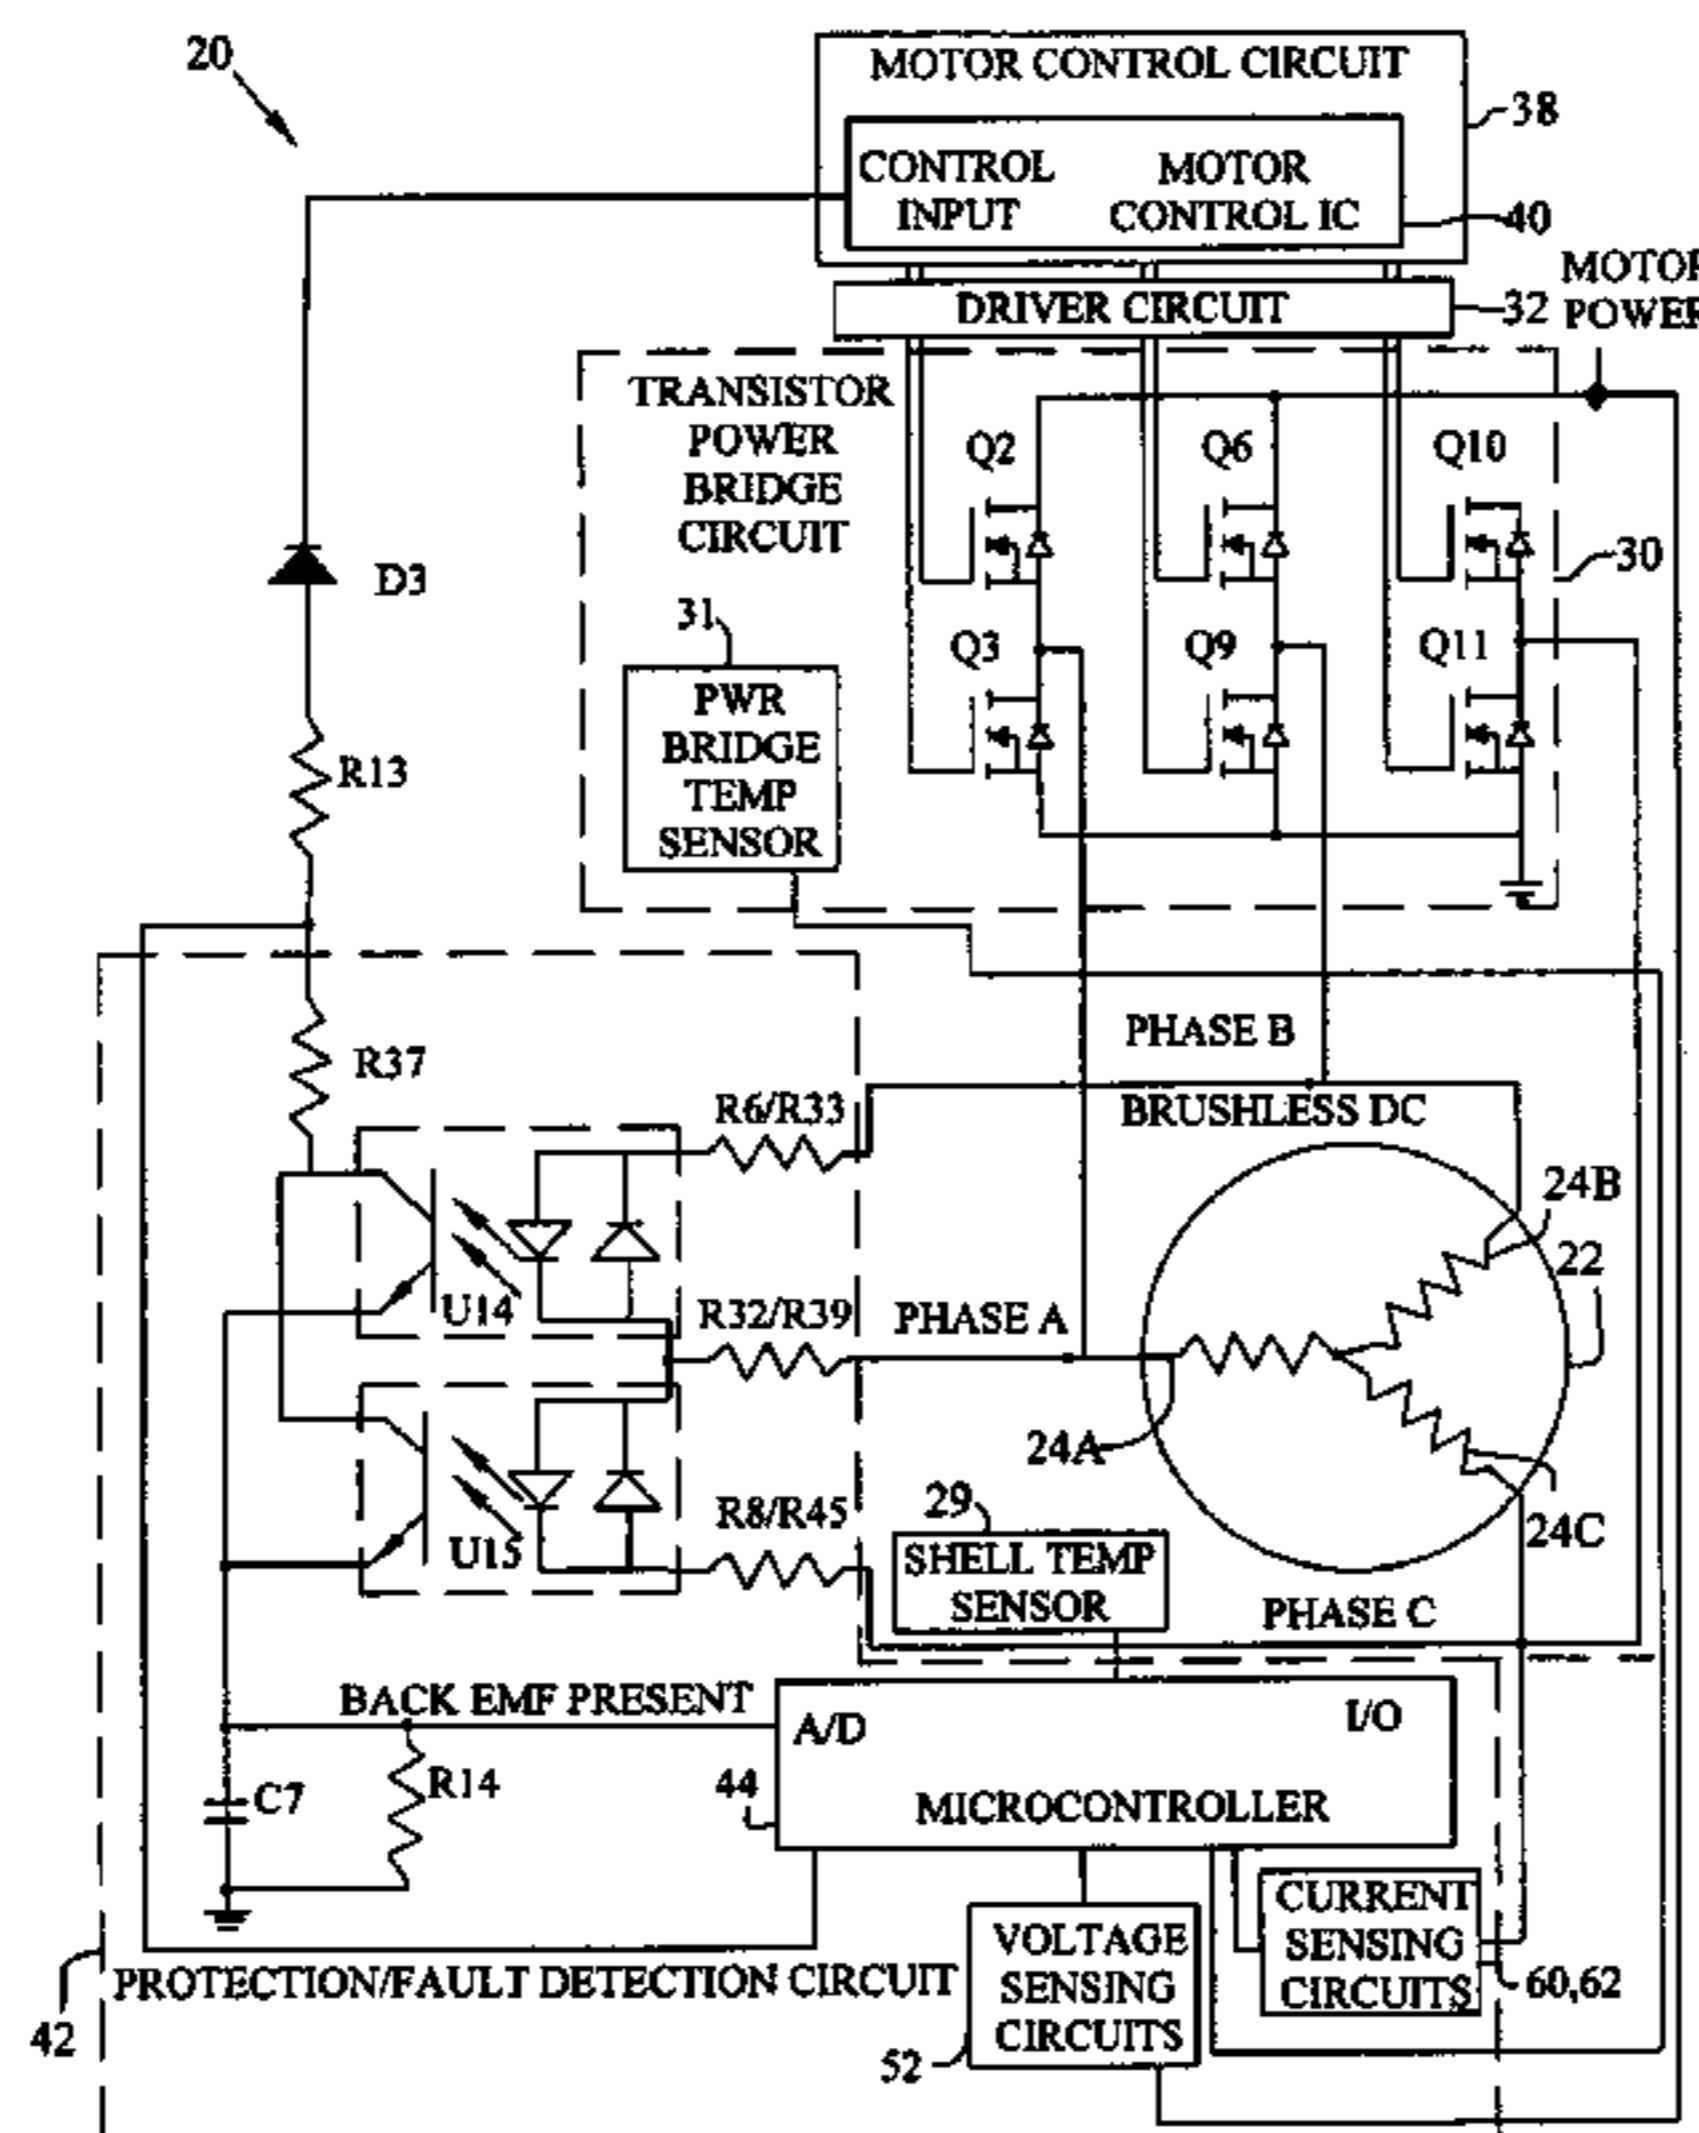 20
MOTOR CONTROL CIRCUIT
38
CONTROL
INPUT
MOTOR
CONTROL IC
40
DRIVER CIRCUIT
32
MOTOR
POWER
TRANSISTOR
POWER
BRIDGE
CIRCUIT
Q2
Q6
Q10
30
D3
31
Q3
Q9
Q11
PWR
BRIDGE
TEMP
SENSOR
R13
R37
PHASE B
R6/R33
BRUSHLESS DC
24B
22
U14
R32/R39
PHASE A
24A
24C
29
R8/R45
U15
SHELL TEMP
SENSOR
PHASE C
BACK EMF PRESENT
A/D
I/O
44
MICROCONTROLLER
C7
R14
CURRENT
SENSING
CIRCUITS
60,62
VOLTAGE
SENSING
CIRCUITS
52
PROTECTION/FAULT DETECTION CIRCUIT
42